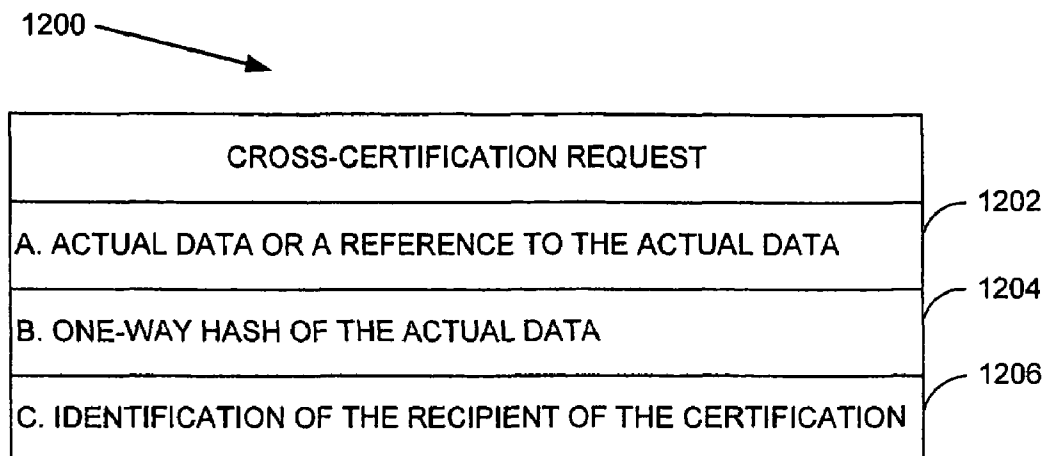 1200
CROSS-CERTIFICATION REQUEST
1202
A. ACTUAL DATA OR A REFERENCE TO THE ACTUAL DATA
1204
B. ONE-WAY HASH OF THE ACTUAL DATA
1206
C. IDENTIFICATION OF THE RECIPIENT OF THE CERTIFICATION